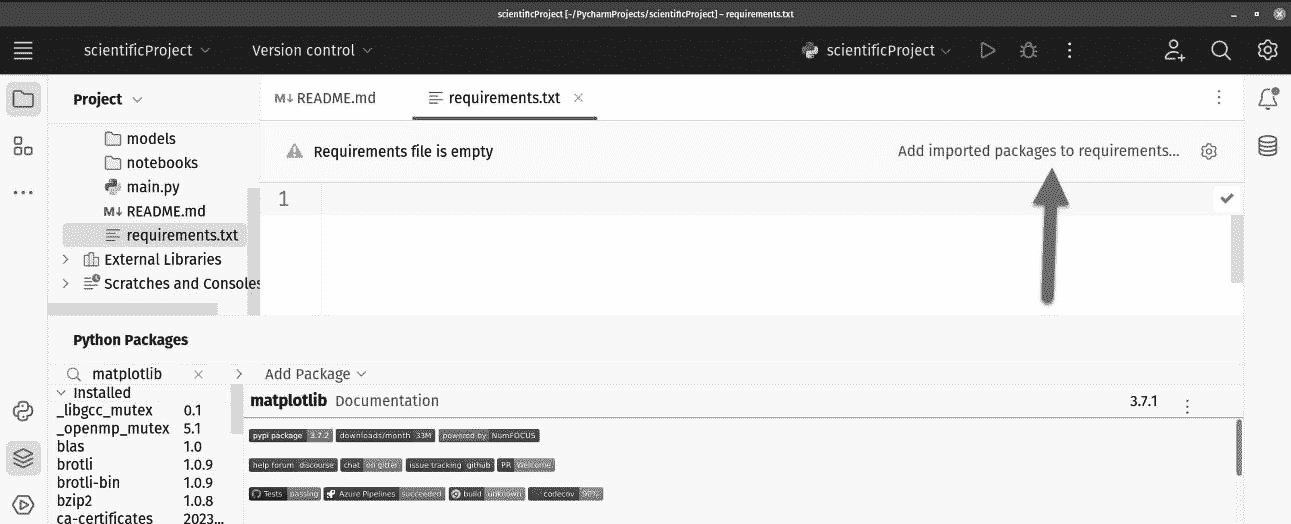 scientificProject [~/PycharmProjects/scientificProject] – requirements.txt
scientificProject Version control scientificProject
Project
M↓ README.md requirements.txt
models
notebooks
main.py
M↓ README.md
requirements.txt
External Libraries
Scratches and Consoles
Requirements file is empty Add imported packages to requirements...
1
Python Packages
matplotlib Add Package
Installed
_libgcc_mutex 0.1
_openmp_mutex 5.1
blas 1.0
brotli 1.0.9
brotli-bin 1.0.9
bzip2 1.0.8
ca-certificates 2023...
matplotlib Documentation 3.7.1
pypi package 3.7.2 downloads/month 33M powered by NumFOCUS
help forum discourse chat on gitter issue tracking github PR Welcome
Tests passing Azure Pipelines succeeded build unknown codecov 90%